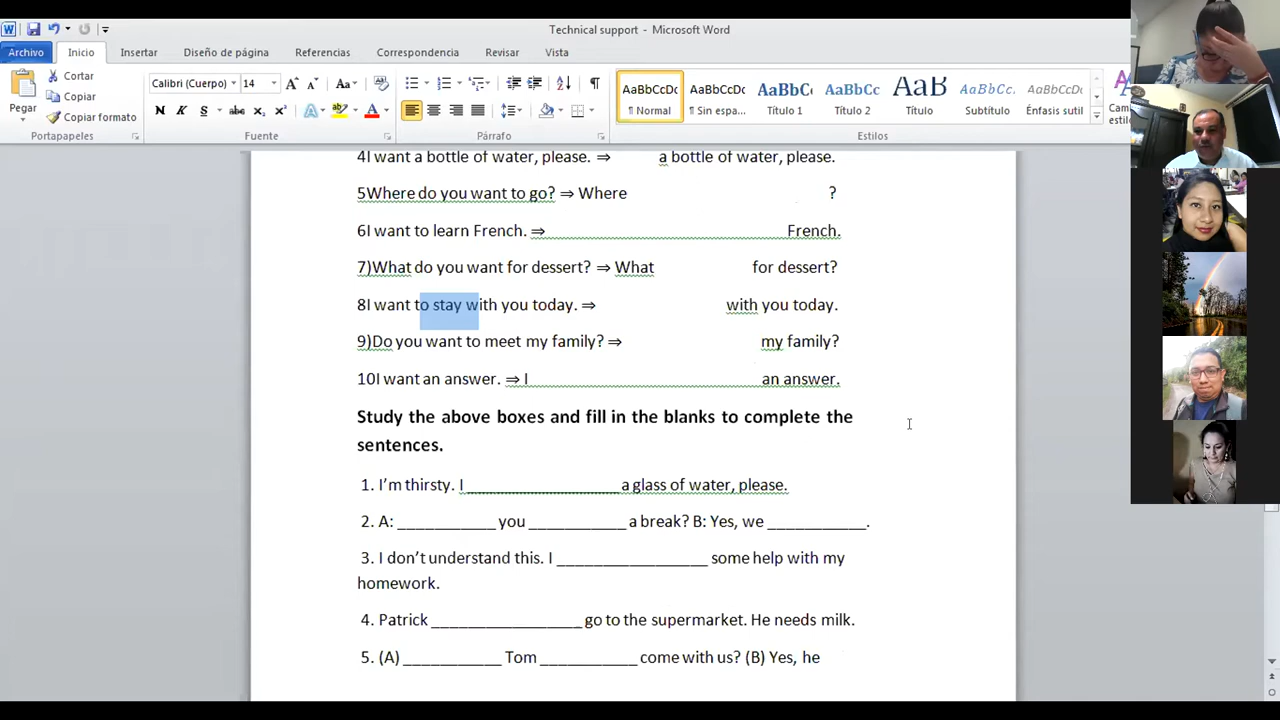 Technical support - Microsoft Word
Archivo Inicio Insertar Diseño de página Referencias Correspondencia Revisar Vista
Cortar
Copiar
Copiar formato
Pegar
Portapapeles
Calibri (Cuerpo) 14
Fuente
Párrafo
AaBbCcDc AaBbCcDc AaBbC AaBbCc AaB AaBbCc. AaBbCcDc
¶ Normal ¶ Sin espa... Título 1 Título 2 Título Subtítulo Énfasis sutil
Estilos
4I want a bottle of water, please. ⇒ a bottle of water, please.
5Where do you want to go? ⇒ Where ?
6I want to learn French. ⇒ French.
7)What do you want for dessert? ⇒ What for dessert?
8I want to stay with you today. ⇒ with you today.
9)Do you want to meet my family? ⇒ my family?
10I want an answer. ⇒ I an answer.
Study the above boxes and fill in the blanks to complete the
sentences.
1. I’m thirsty. I __________________ a glass of water, please.
2. A: ___________ you ___________ a break? B: Yes, we ___________.
3. I don’t understand this. I _________________ some help with my
homework.
4. Patrick _________________ go to the supermarket. He needs milk.
5. (A) ___________ Tom ___________ come with us? (B) Yes, he